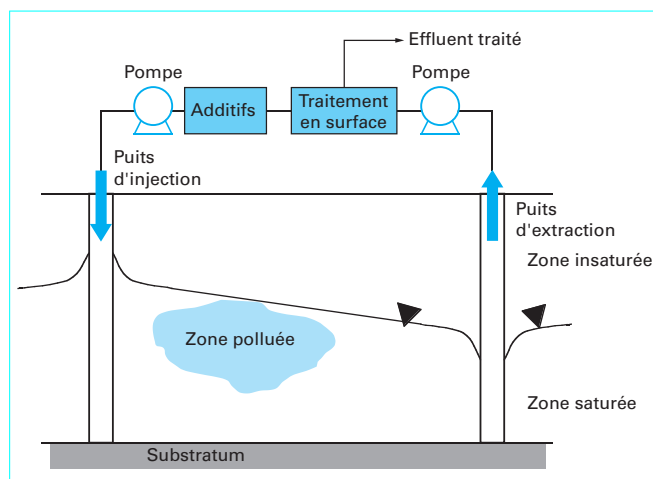 Effluent traité
Pompe
Pompe
Additifs
Traitement
en surface
Puits
d'injection
Puits
d'extraction
Zone insaturée
Zone polluée
Zone saturée
Substratum